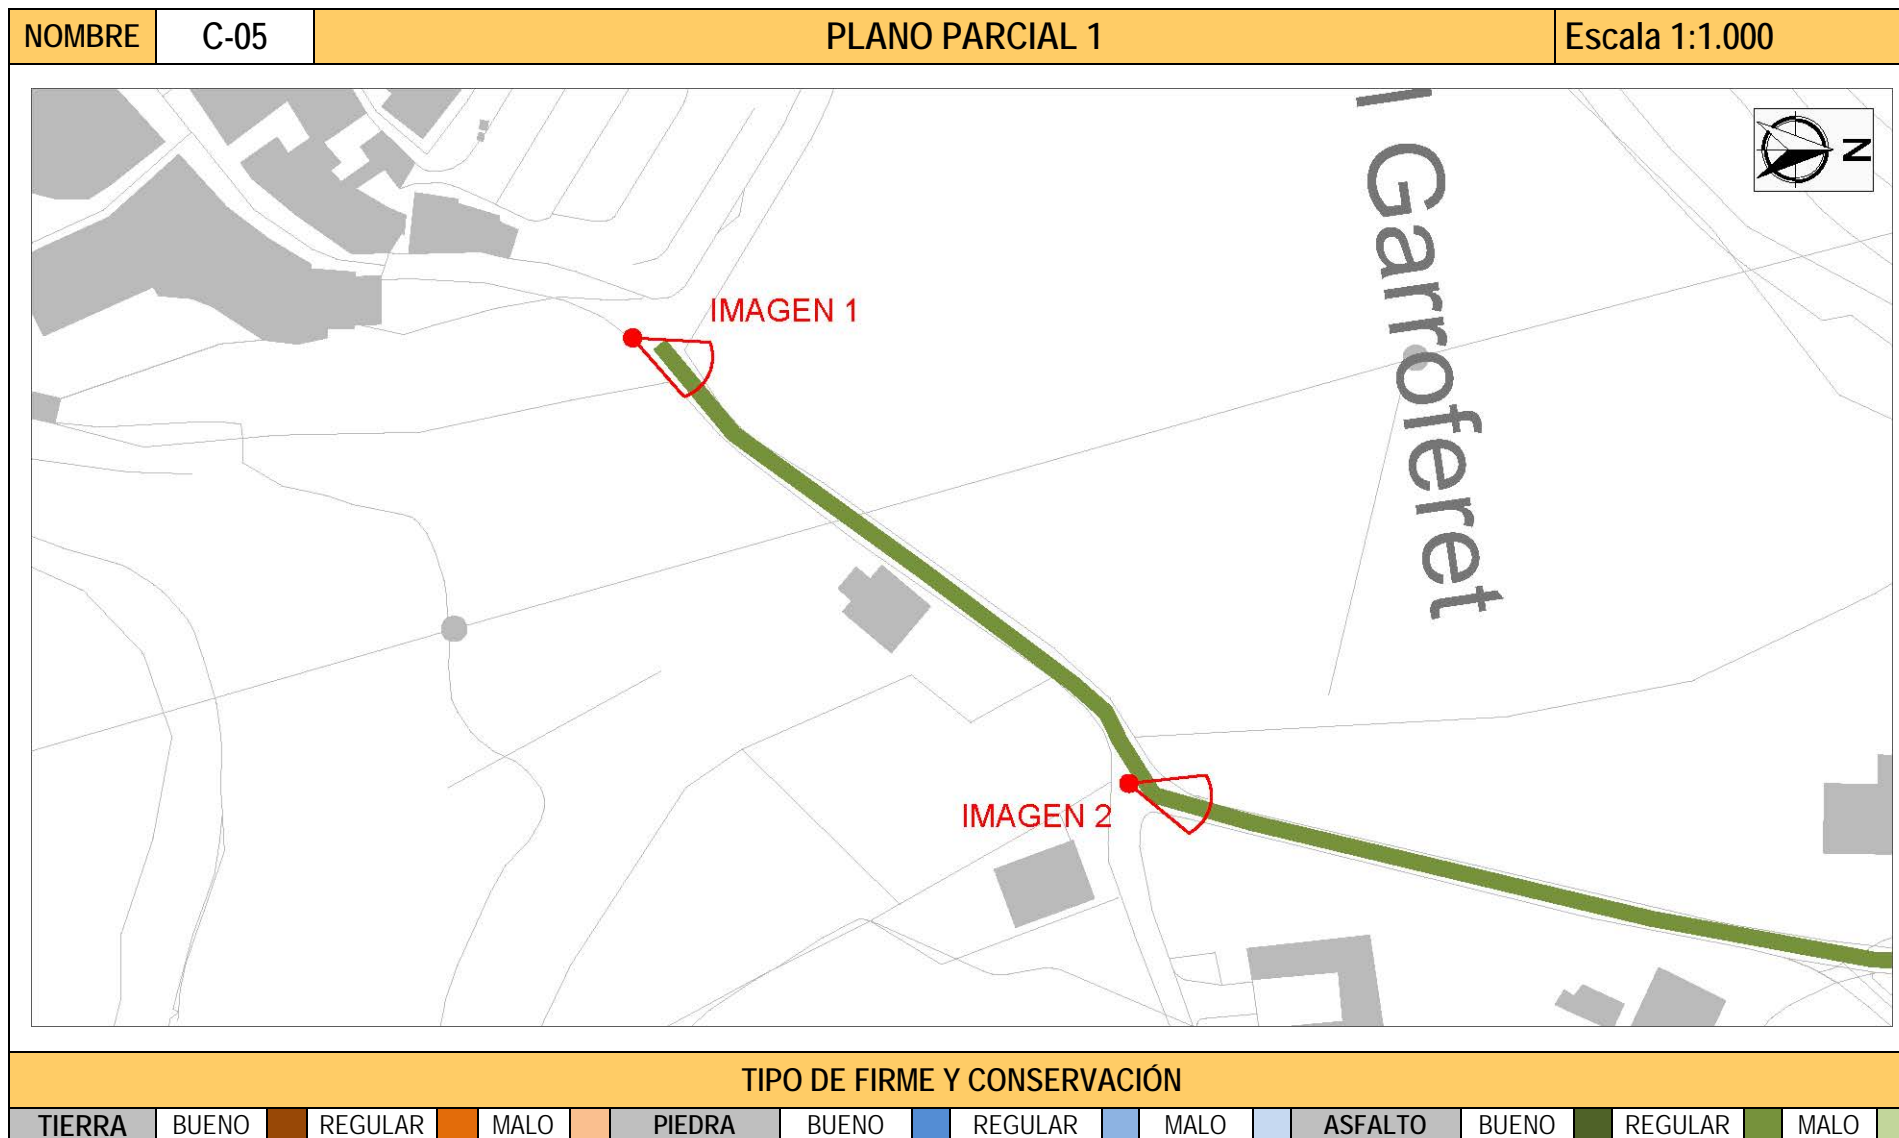 NOMBRE C-05 PLANO PARCIAL 1 Escala 1:1.000
N
Garroferet
IMAGEN 1
IMAGEN 2
TIPO DE FIRME Y CONSERVACIÓN
TIERRA BUENO REGULAR MALO PIEDRA BUENO REGULAR MALO ASFALTO BUENO REGULAR MALO